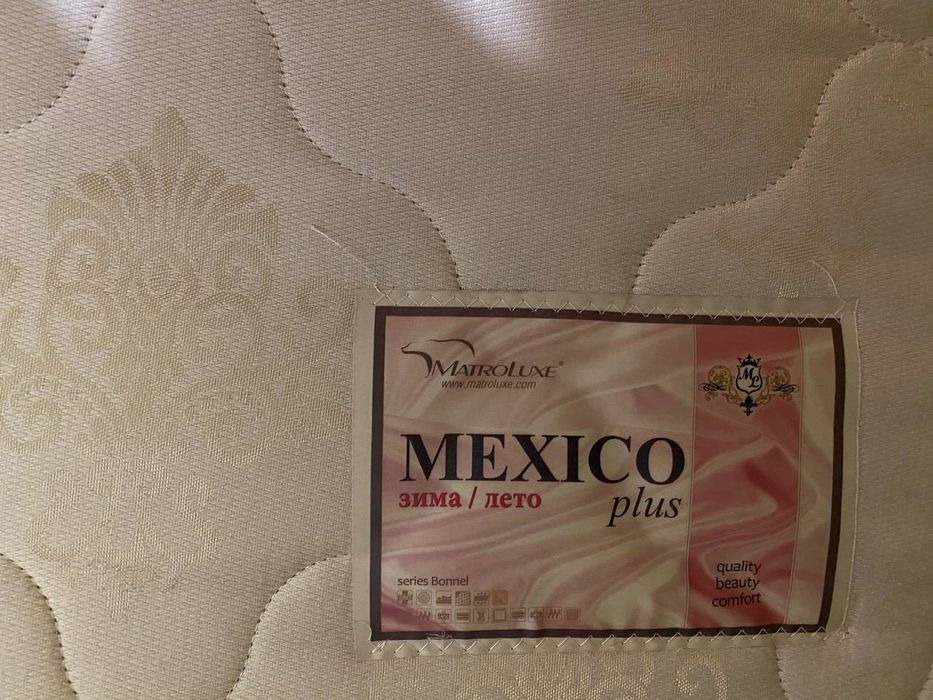 MATROLUXE®
www.matroluxe.com
ML
MEXICO
зима / лето
plus
series Bonnel
quality
beauty
comfort